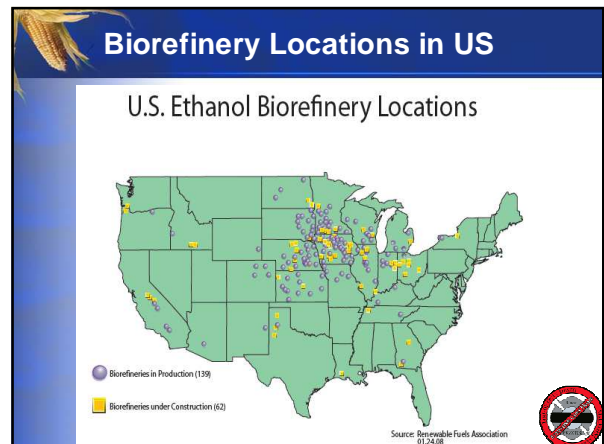 Biorefinery Locations in US
U.S. Ethanol Biorefinery Locations
Biorefineries in Production (139)
Biorefineries under Construction (62)
Source: Renewable Fuels Association
01.24.08